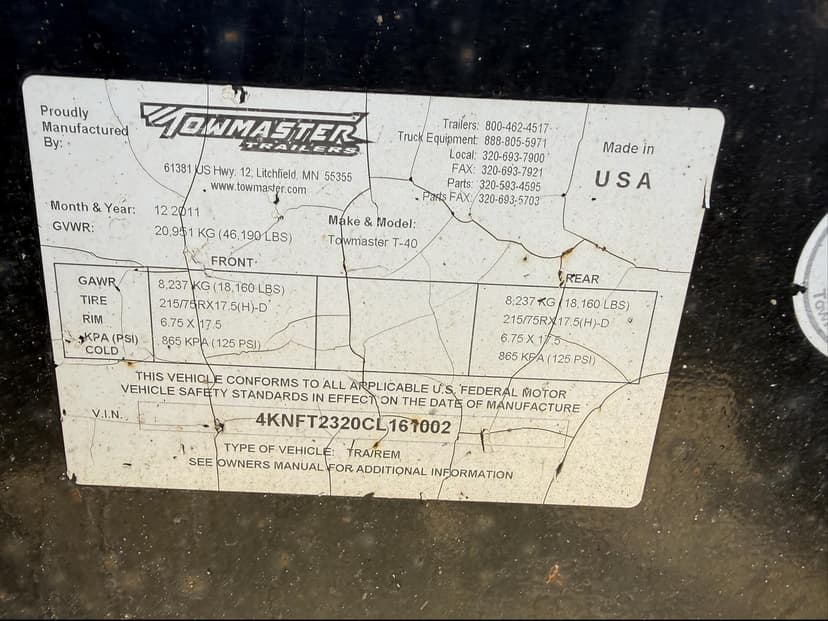 Proudly
Manufactured
By:
TOWMASTER
TRAILERS
61381 US Hwy. 12, Litchfield, MN 55355
www.towmaster.com
Trailers: 800-462-4517
Truck Equipment: 888-805-5971
Local: 320-693-7900
FAX: 320-693-7921
Parts: 320-593-4595
Parts FAX: 320-693-5703
Made in
USA
Month & Year: 12 2011
GVWR: 20,951 KG (46,190 LBS)
Make & Model:
Towmaster T-40
FRONT REAR
GAWR 8,237 KG (18,160 LBS) 8,237 KG (18,160 LBS)
TIRE 215/75RX17.5(H)-D 215/75RX17.5(H)-D
RIM 6.75 X 17.5 6.75 X 17.5
KPA (PSI) 865 KPA (125 PSI) 865 KPA (125 PSI)
COLD
THIS VEHICLE CONFORMS TO ALL APPLICABLE U.S. FEDERAL MOTOR
VEHICLE SAFETY STANDARDS IN EFFECT ON THE DATE OF MANUFACTURE
V.I.N. 4KNFT2320CL161002
TYPE OF VEHICLE: TRA/REM
SEE OWNERS MANUAL FOR ADDITIONAL INFORMATION